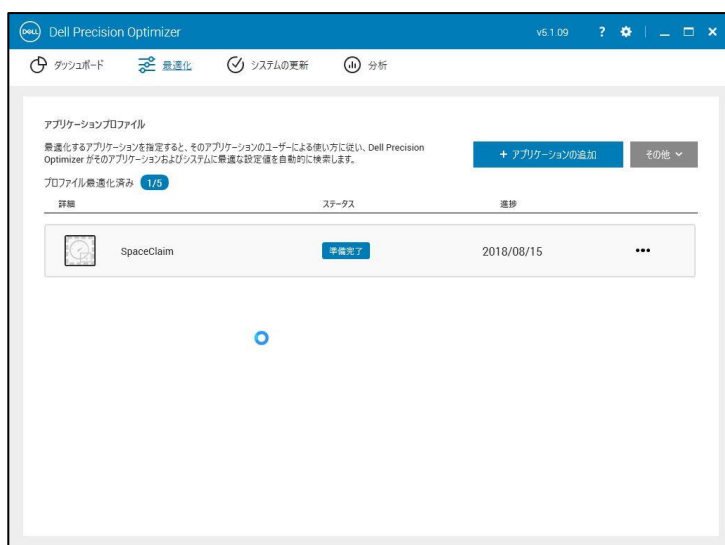 DELL Dell Precision Optimizer v5.1.09 ?
ダッシュボード 最適化 システムの更新 分析
アプリケーションプロファイル
最適化するアプリケーションを指定すると、そのアプリケーションのユーザーによる使い方に従い、Dell Precision
Optimizer がそのアプリケーションおよびシステムに最適な設定値を自動的に検索します。
+ アプリケーションの追加 その他
プロファイル最適化済み 1/5
詳細 ステータス 進捗
SpaceClaim 準備完了 2018/08/15 •••